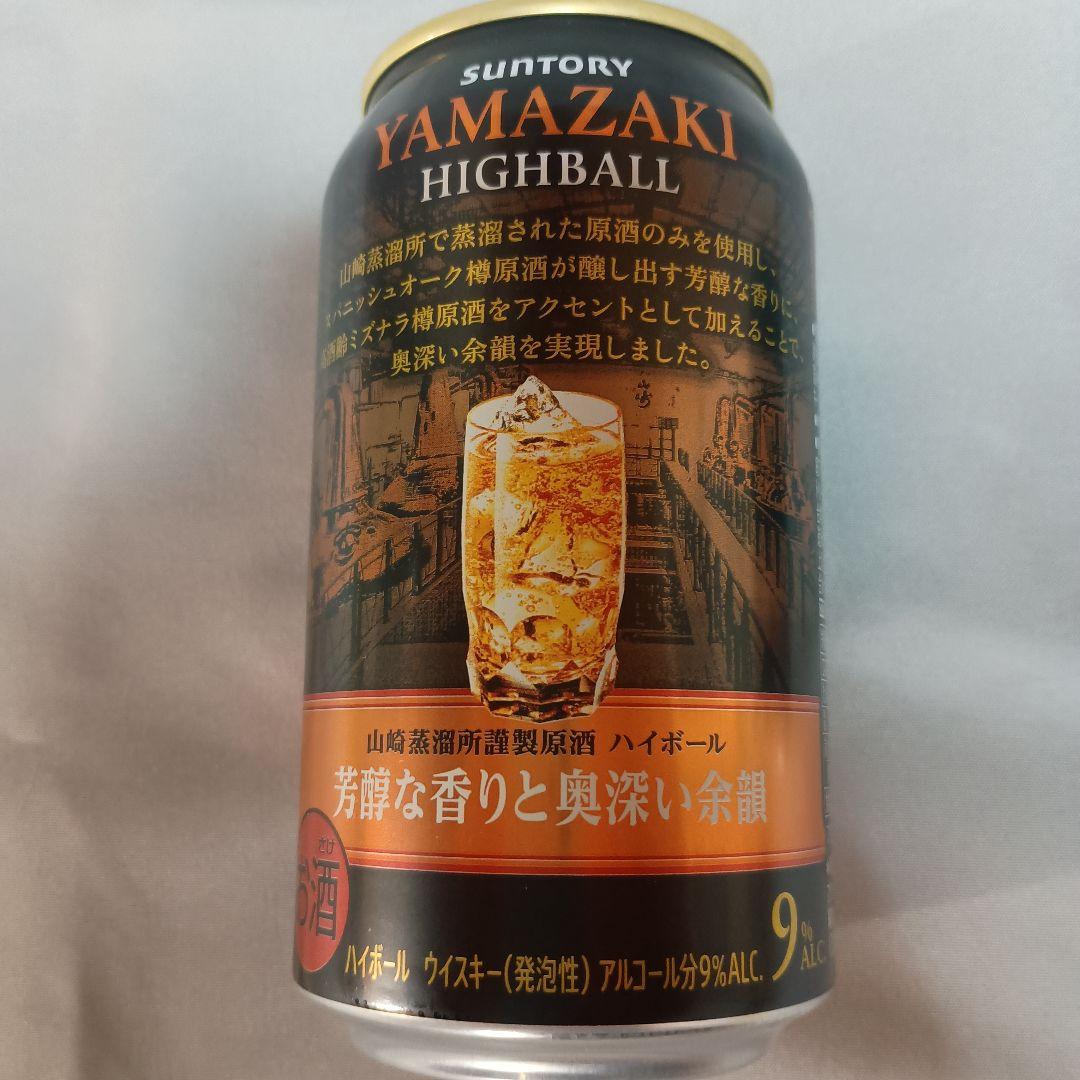 SUNTORY
YAMAZAKI
HIGHBALL
山崎蒸溜所で蒸溜された原酒のみを使用し、
スパニッシュオーク樽原酒が醸し出す芳醇な香りに、
酒齢ミズナラ樽原酒をアクセントとして加えることで、
奥深い余韻を実現しました。
山崎蒸溜所謹製原酒 ハイボール
芳醇な香りと奥深い余韻
さけ
お酒
ハイボール ウイスキー(発泡性) アルコール分9%ALC.
9%
ALC.